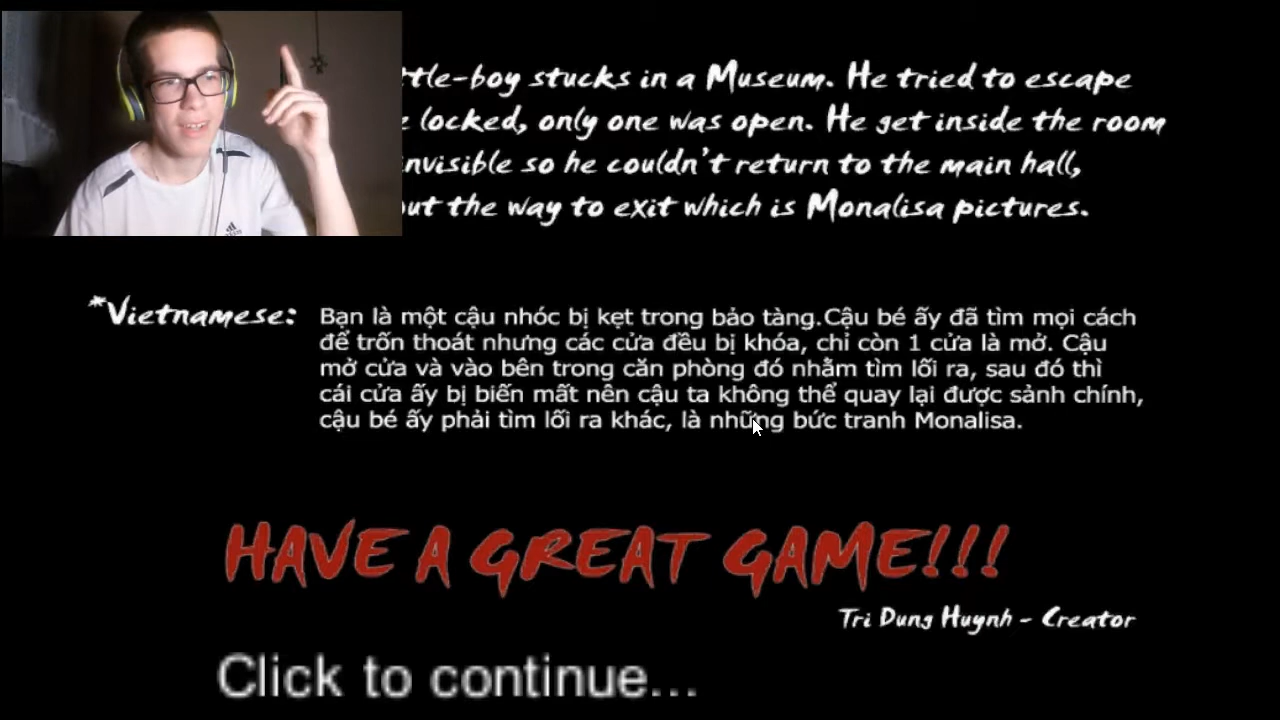 stucks in a Museum. He tried to escape
locked, only one was open. He get inside the room
invisible so he couldn't return to the main hall,
the way to exit which is Monalisa pictures.
*Vietnamese:
Bạn là một cậu nhóc bị kẹt trong bảo tàng.Cậu bé ấy đã tìm mọi cách
để trốn thoát nhưng các cửa đều bị khóa, chỉ còn 1 cửa là mở. Cậu
mở cửa và vào bên trong căn phòng đó nhằm tìm lối ra, sau đó thì
cái cửa ấy bị biến mất nên cậu ta không thể quay lại được sảnh chính,
cậu bé ấy phải tìm lối ra khác, là những bức tranh Monalisa.
HAVE A GREAT GAME!!!
Tri Dung Huynh - Creator
Click to continue...